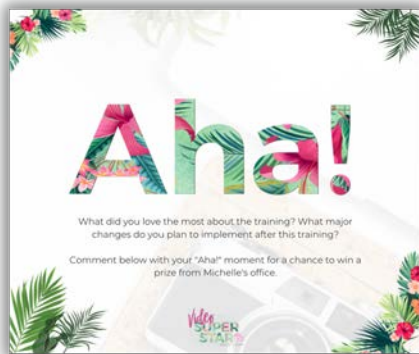 Aha!
What did you love the most about the training? What major
changes do you plan to implement after this training?
Comment below with your "Aha!" moment for a chance to win a
prize from Michelle's office.
Video
SUPER
STAR